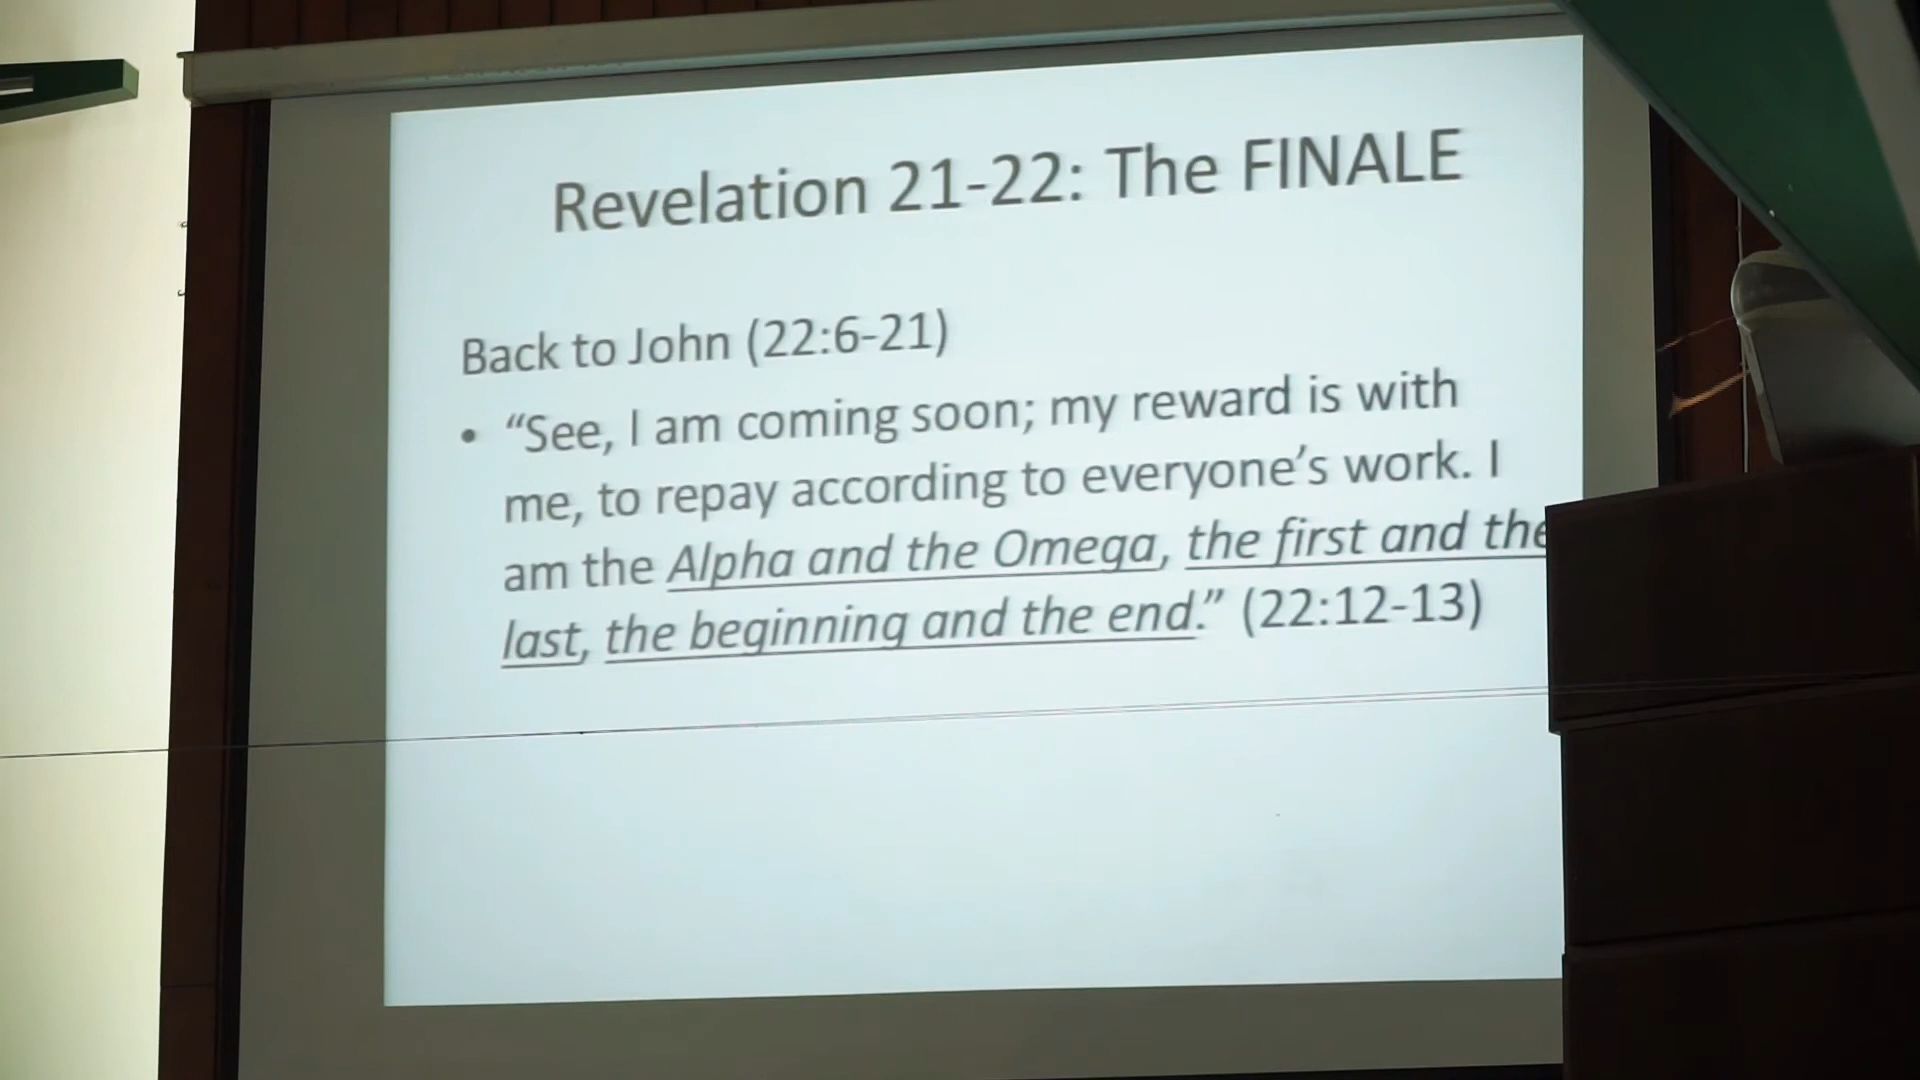 Revelation 21-22: The FINALE
Back to John (22:6-21)
• “See, I am coming soon; my reward is with
me, to repay according to everyone’s work. I
am the Alpha and the Omega, the first and the
last, the beginning and the end.” (22:12-13)